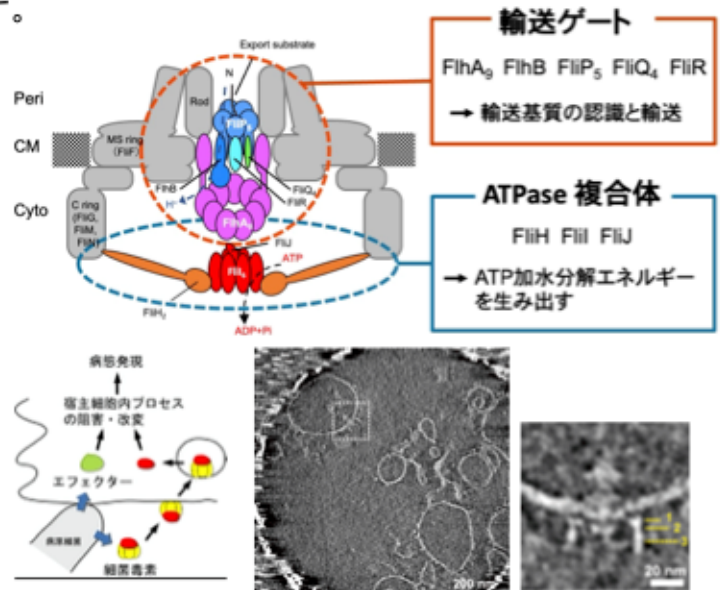 Export substrate
N
Peri
Rod
FliP₅
CM
MS ring
(FliF)
FlhB
FliQ₄
FliR
H⁺
Cyto
C ring
(FliG,
FliM,
FliN)
FlhA₉
FliJ
ATP
FliI₆
FliH₂
ADP+Pi
輸送ゲート
FlhA₉ FlhB FliP₅ FliQ₄ FliR
→ 輸送基質の認識と輸送
ATPase 複合体
FliH FliI FliJ
→ ATP加水分解エネルギー
を生み出す
病態発現
宿主細胞内プロセス
の阻害・改変
エフェクター
病原細菌
細菌毒素
200 nm
1
2
3
20 nm